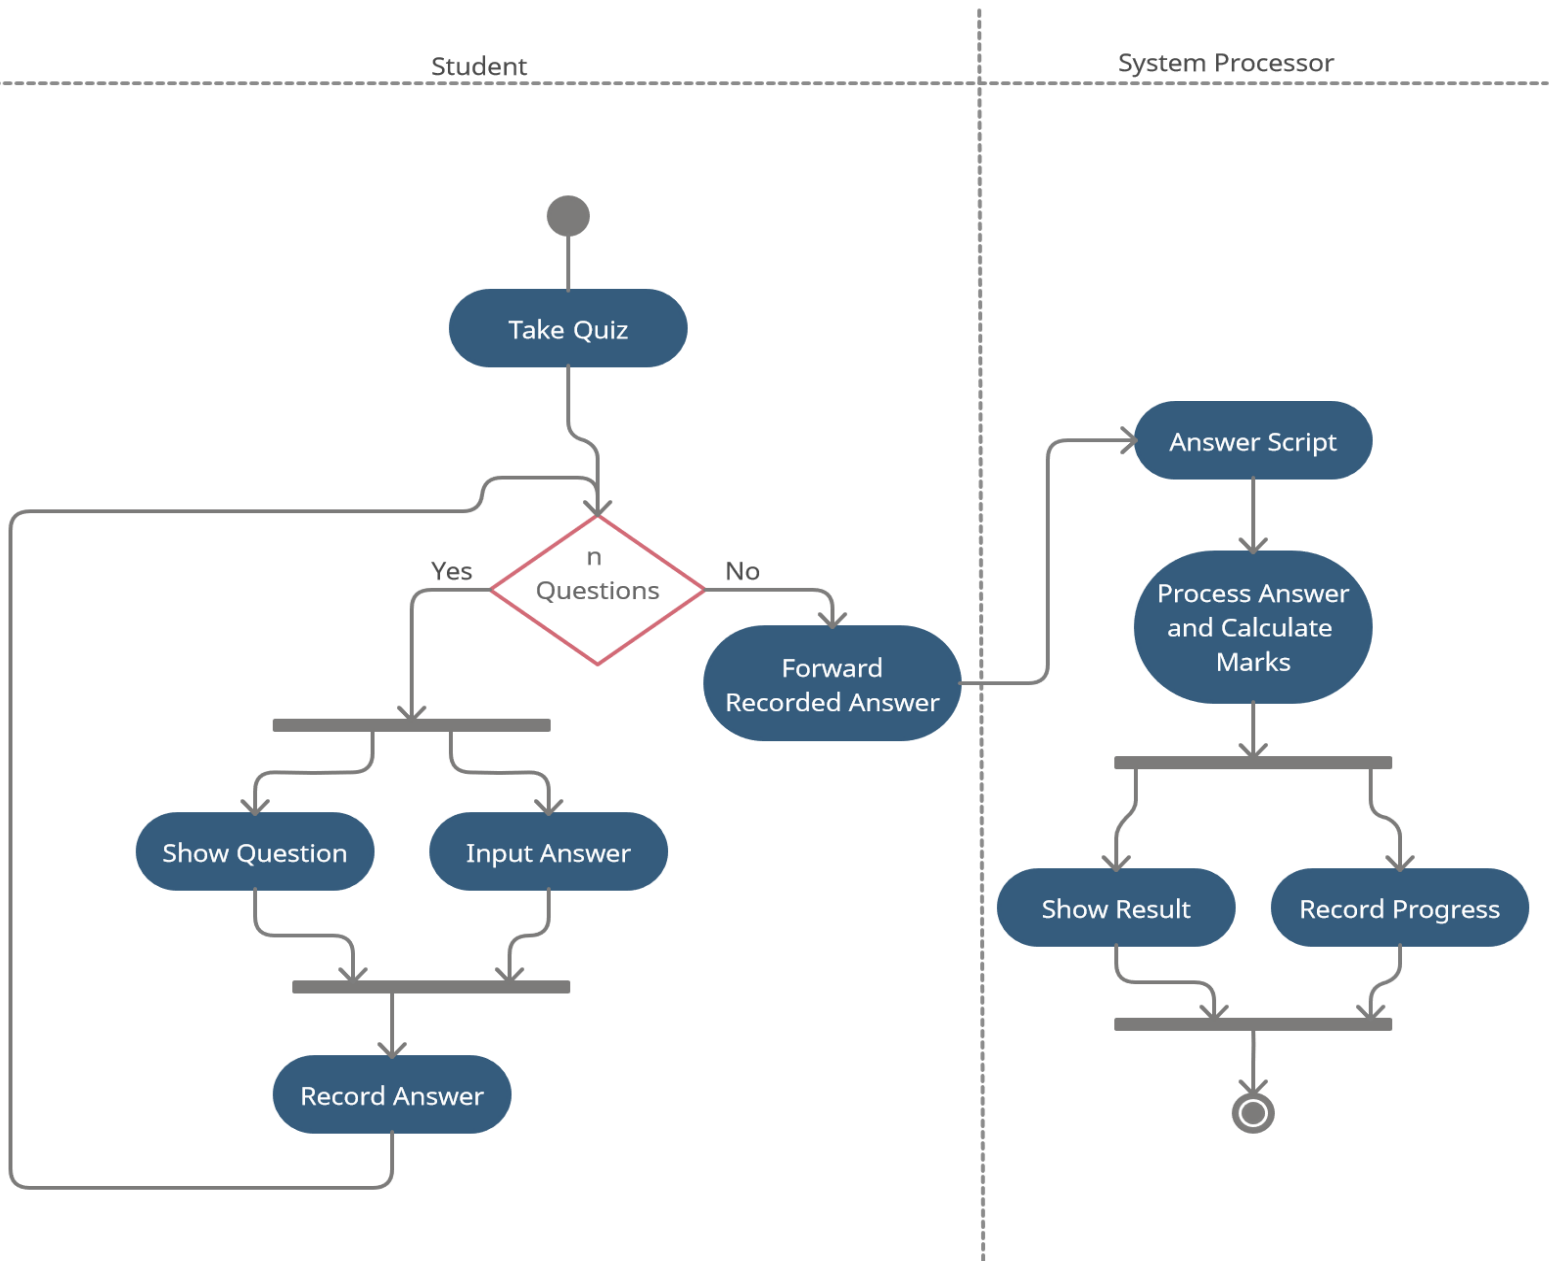 Student
System Processor
Take Quiz
Answer Script
n
Questions
Yes
No
Process Answer
and Calculate
Marks
Forward
Recorded Answer
Show Question
Input Answer
Show Result
Record Progress
Record Answer